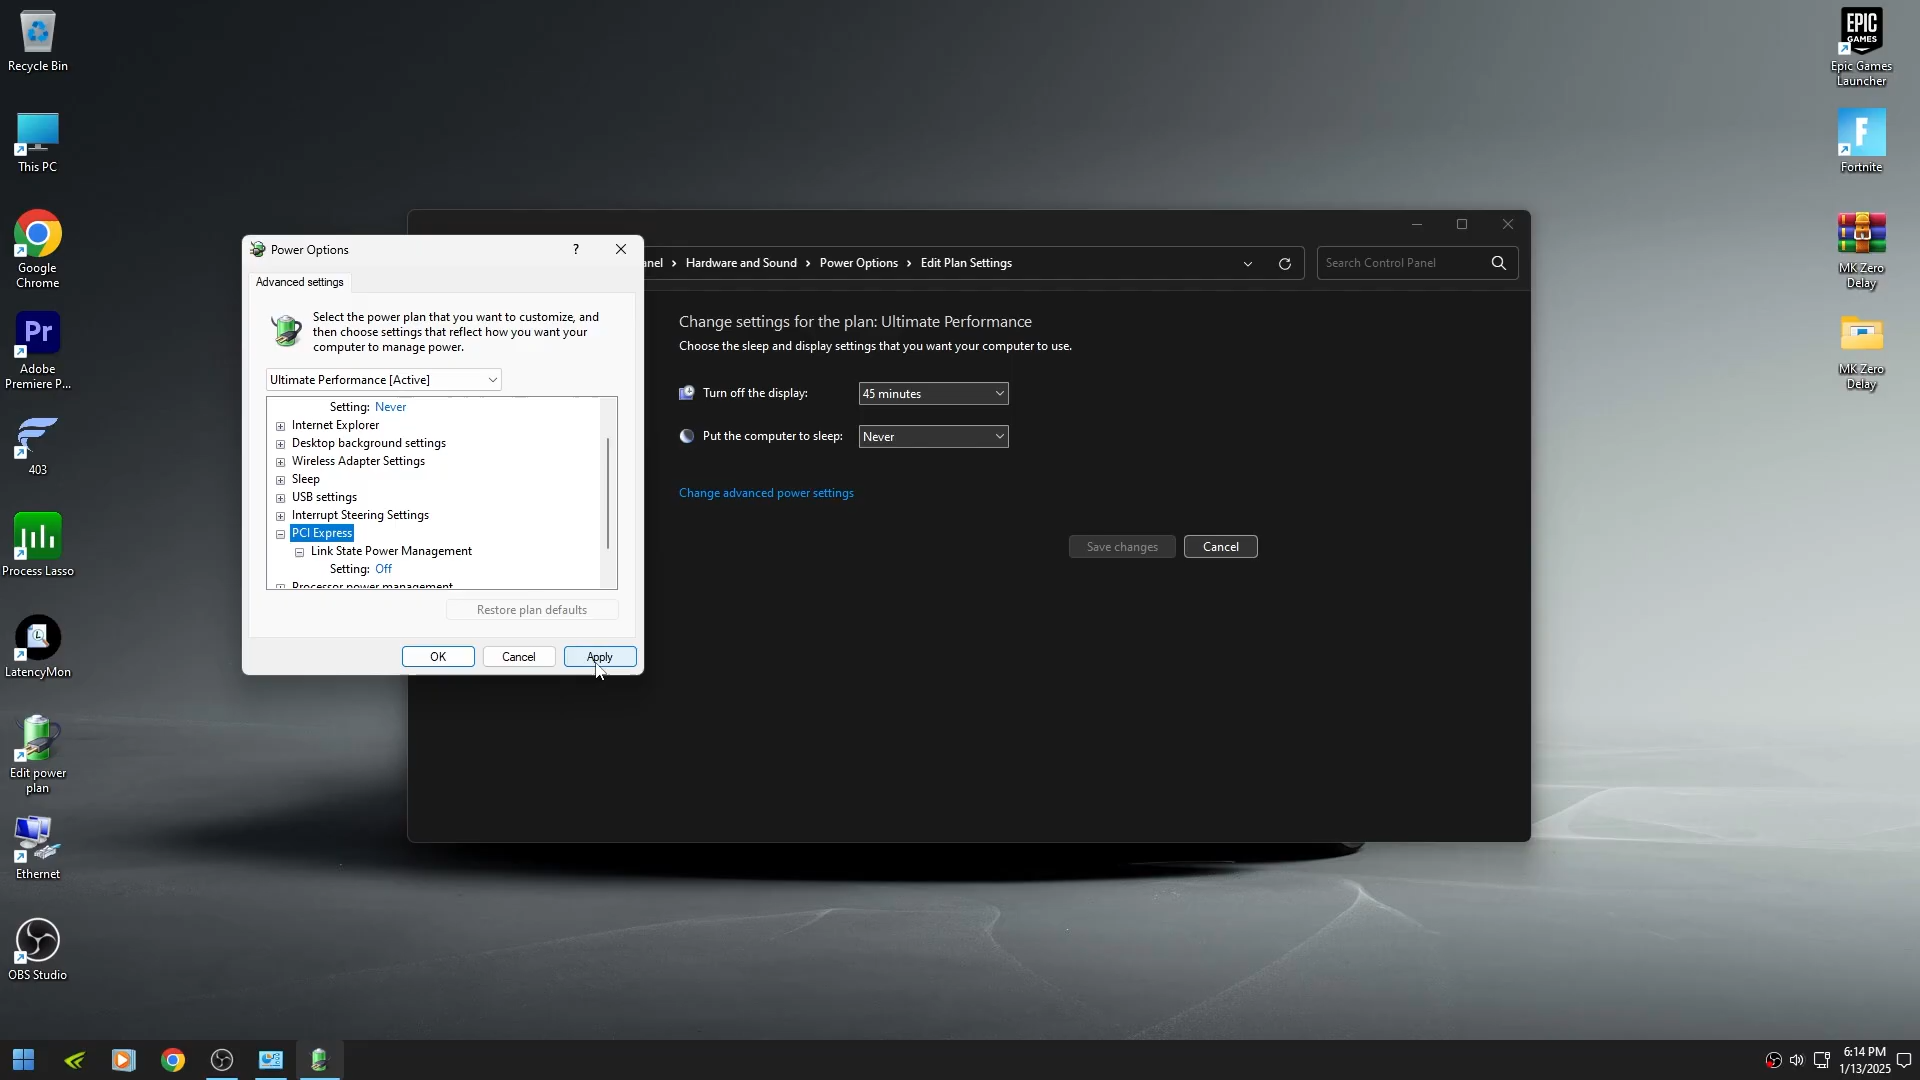 Recycle Bin
This PC
Google
Chrome
Pr
Adobe
Premiere P...
403
Process Lasso
LatencyMon
Edit power
plan
Ethernet
OBS Studio
Power Options
?
Advanced settings
Select the power plan that you want to customize, and
then choose settings that reflect how you want your
computer to manage power.
Ultimate Performance [Active]
Setting: Never
Internet Explorer
Desktop background settings
Wireless Adapter Settings
Sleep
USB settings
Interrupt Steering Settings
PCI Express
Link State Power Management
Setting: Off
Processor power management
Restore plan defaults
OK
Cancel
Apply
anel > Hardware and Sound > Power Options > Edit Plan Settings
Search Control Panel
Change settings for the plan: Ultimate Performance
Choose the sleep and display settings that you want your computer to use.
Turn off the display:
45 minutes
Put the computer to sleep:
Never
Change advanced power settings
Save changes
Cancel
EPIC
GAMES
Epic Games
Launcher
F
Fortnite
MK Zero
Delay
MK Zero
Delay
6:14 PM
1/13/2025